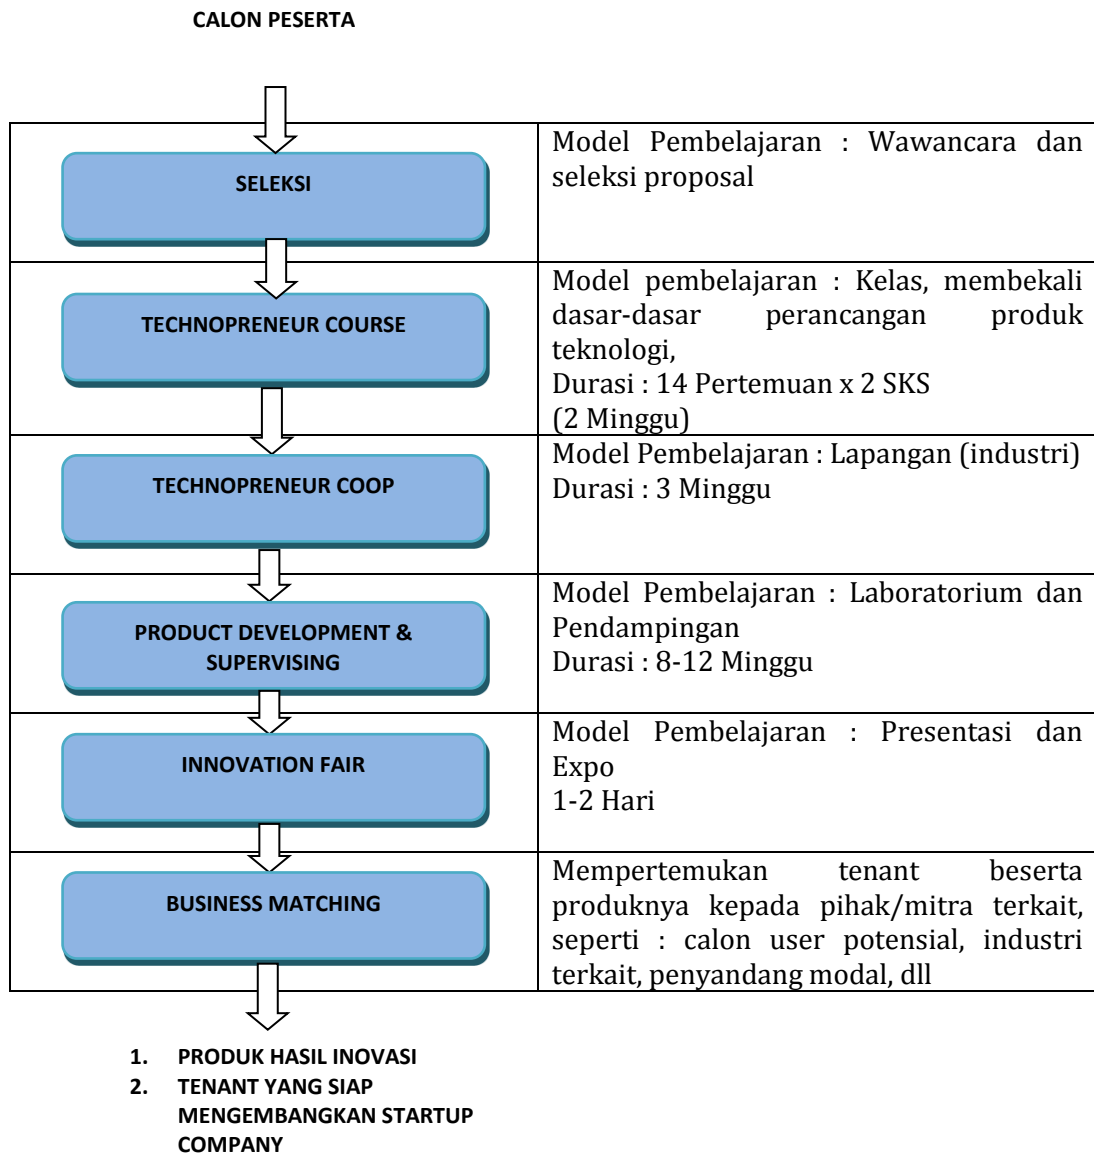 CALON PESERTA
SELEKSI
Model Pembelajaran : Wawancara dan
seleksi proposal
TECHNOPRENEUR COURSE
Model pembelajaran : Kelas, membekali
dasar-dasar perancangan produk
teknologi,
Durasi : 14 Pertemuan x 2 SKS
(2 Minggu)
TECHNOPRENEUR COOP
Model Pembelajaran : Lapangan (industri)
Durasi : 3 Minggu
PRODUCT DEVELOPMENT &
SUPERVISING
Model Pembelajaran : Laboratorium dan
Pendampingan
Durasi : 8-12 Minggu
INNOVATION FAIR
Model Pembelajaran : Presentasi dan
Expo
1-2 Hari
BUSINESS MATCHING
Mempertemukan tenant beserta
produknya kepada pihak/mitra terkait,
seperti : calon user potensial, industri
terkait, penyandang modal, dll
1. PRODUK HASIL INOVASI
2. TENANT YANG SIAP
MENGEMBANGKAN STARTUP
COMPANY